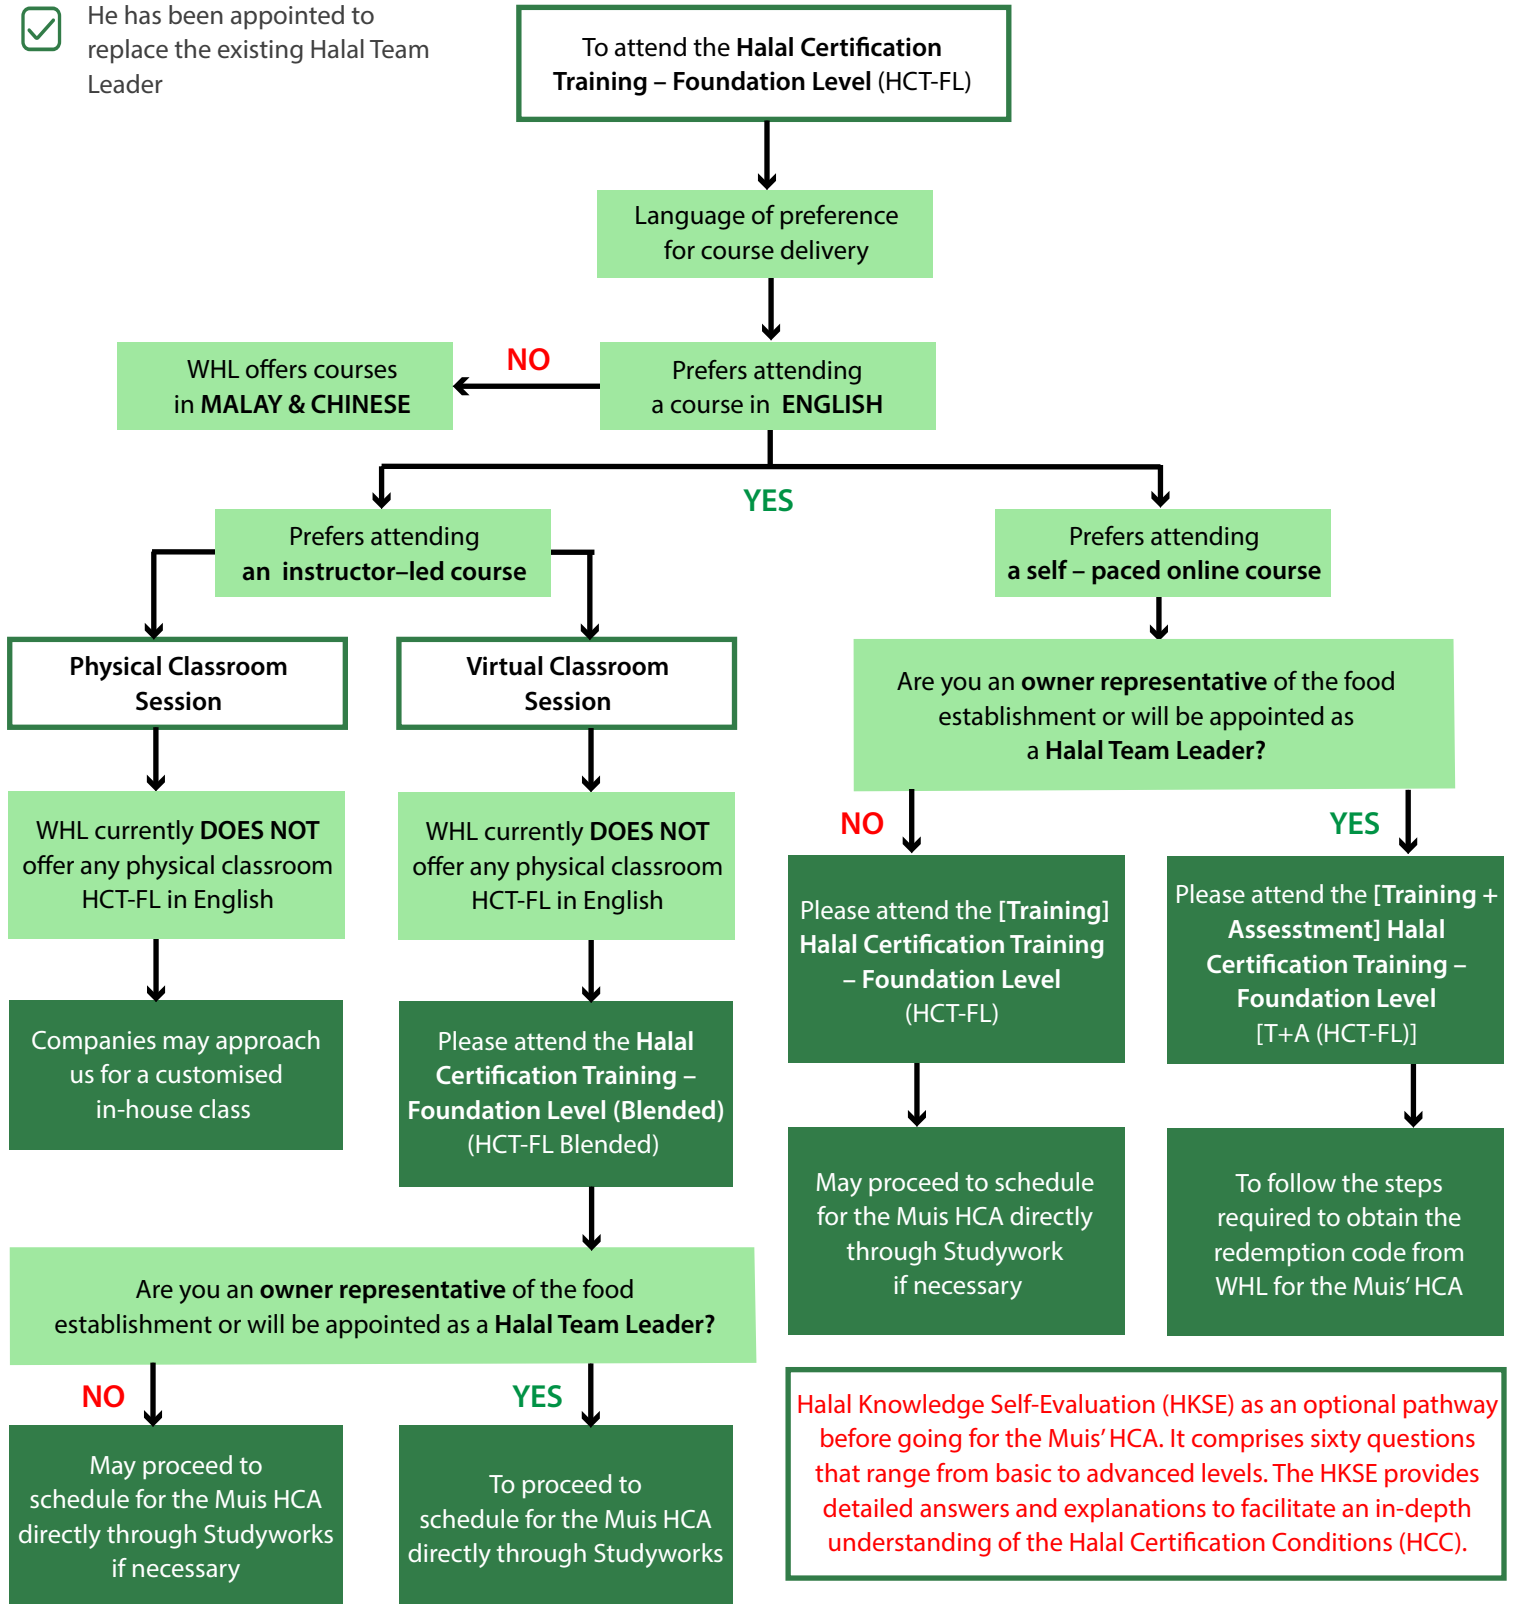 He has been appointed to
replace the existing Halal Team
Leader
To attend the Halal Certification
Training – Foundation Level (HCT-FL)
Language of preference
for course delivery
WHL offers courses
in MALAY & CHINESE
NO
Prefers attending
a course in ENGLISH
YES
Prefers attending
an instructor–led course
Prefers attending
a self – paced online course
Physical Classroom
Session
Virtual Classroom
Session
Are you an owner representative of the food
establishment or will be appointed as
a Halal Team Leader?
WHL currently DOES NOT
offer any physical classroom
HCT-FL in English
WHL currently DOES NOT
offer any physical classroom
HCT-FL in English
NO
YES
Please attend the [Training]
Halal Certification Training
– Foundation Level
(HCT-FL)
Please attend the [Training +
Assesstment] Halal
Certification Training –
Foundation Level
[T+A (HCT-FL)]
Companies may approach
us for a customised
in-house class
Please attend the Halal
Certification Training –
Foundation Level (Blended)
(HCT-FL Blended)
May proceed to schedule
for the Muis HCA directly
through Studywork
if necessary
To follow the steps
required to obtain the
redemption code from
WHL for the Muis' HCA
Are you an owner representative of the food
establishment or will be appointed as a Halal Team Leader?
NO
YES
May proceed to
schedule for the Muis HCA
directly through Studyworks
if necessary
To proceed to
schedule for the Muis HCA
directly through Studyworks
Halal Knowledge Self-Evaluation (HKSE) as an optional pathway
before going for the Muis' HCA. It comprises sixty questions
that range from basic to advanced levels. The HKSE provides
detailed answers and explanations to facilitate an in-depth
understanding of the Halal Certification Conditions (HCC).